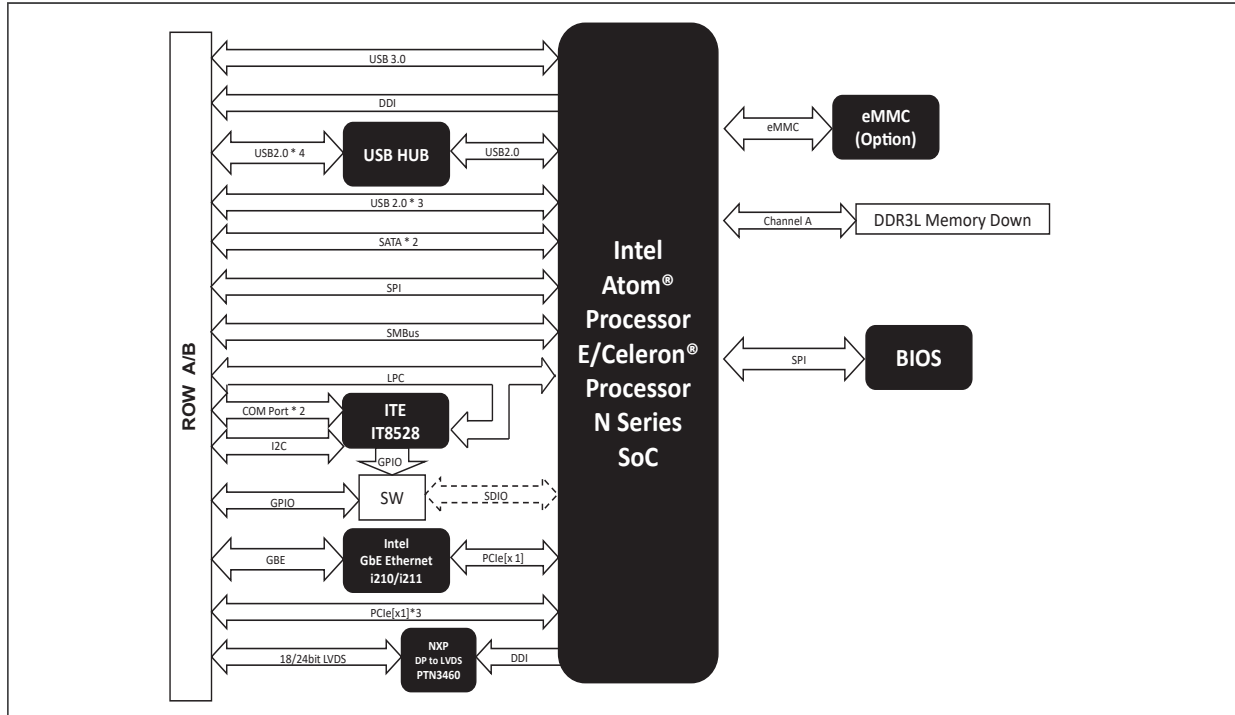 USB 3.0
DDI
USB2.0 * 4
USB HUB
USB2.0
USB 2.0 * 3
SATA * 2
SPI
SMBus
LPC
COM Port * 2
ITE
IT8528
I2C
GPIO
SW
GPIO
SDIO
Intel
GbE Ethernet
i210/i211
GBE
PCIe[x 1]
PCIe[x1]*3
18/24bit LVDS
NXP
DP to LVDS
PTN3460
DDI
ROW A/B
Intel
Atom®
Processor
E/Celeron®
Processor
N Series
SoC
eMMC
eMMC
(Option)
Channel A
DDR3L Memory Down
SPI
BIOS